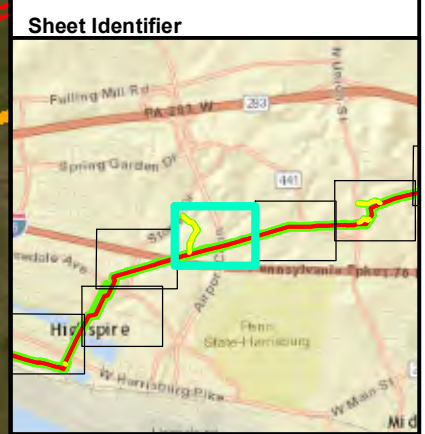 Sheet Identifier
W Union St
Fulling Mill Rd
283
PA 283 W
Spring Garden Dr
441
Airport
Pennsylvania Tpke 76
Penn
State-Harrisburg
W Harrisburg Pike
W Main St